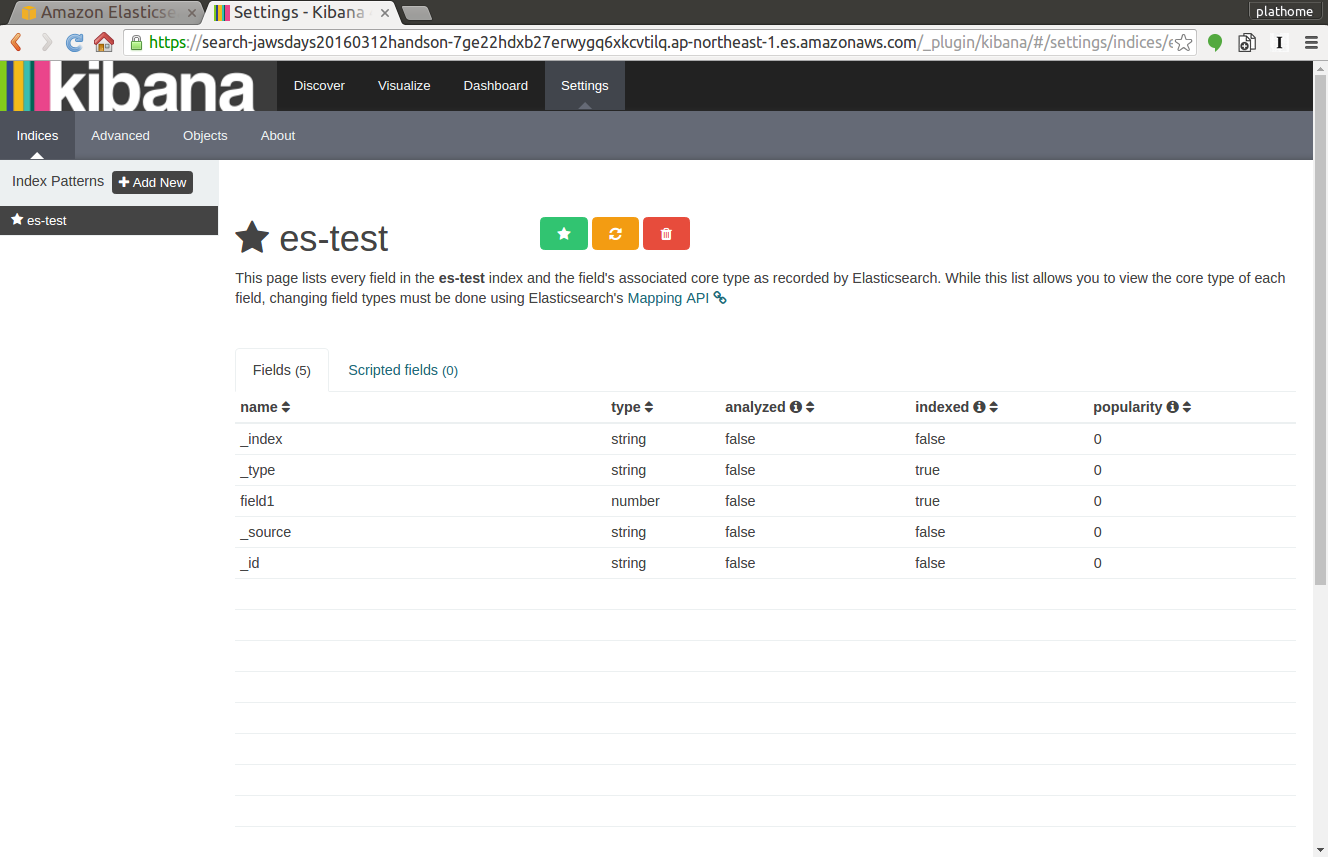 Amazon Elasticse
Settings - Kibana
plathome
https://search-jawsdays20160312handson-7ge22hdxb27erwygq6xkcvtilq.ap-northeast-1.es.amazonaws.com/_plugin/kibana/#/settings/indices/e
kibana Discover Visualize Dashboard Settings
Indices Advanced Objects About
Index Patterns Add New
es-test
es-test
This page lists every field in the es-test index and the field's associated core type as recorded by Elasticsearch. While this list allows you to view the core type of each
field, changing field types must be done using Elasticsearch's Mapping API
Fields (5) Scripted fields (0)
name type analyzed indexed popularity
_index string false false 0
_type string false true 0
field1 number false true 0
_source string false false 0
_id string false false 0